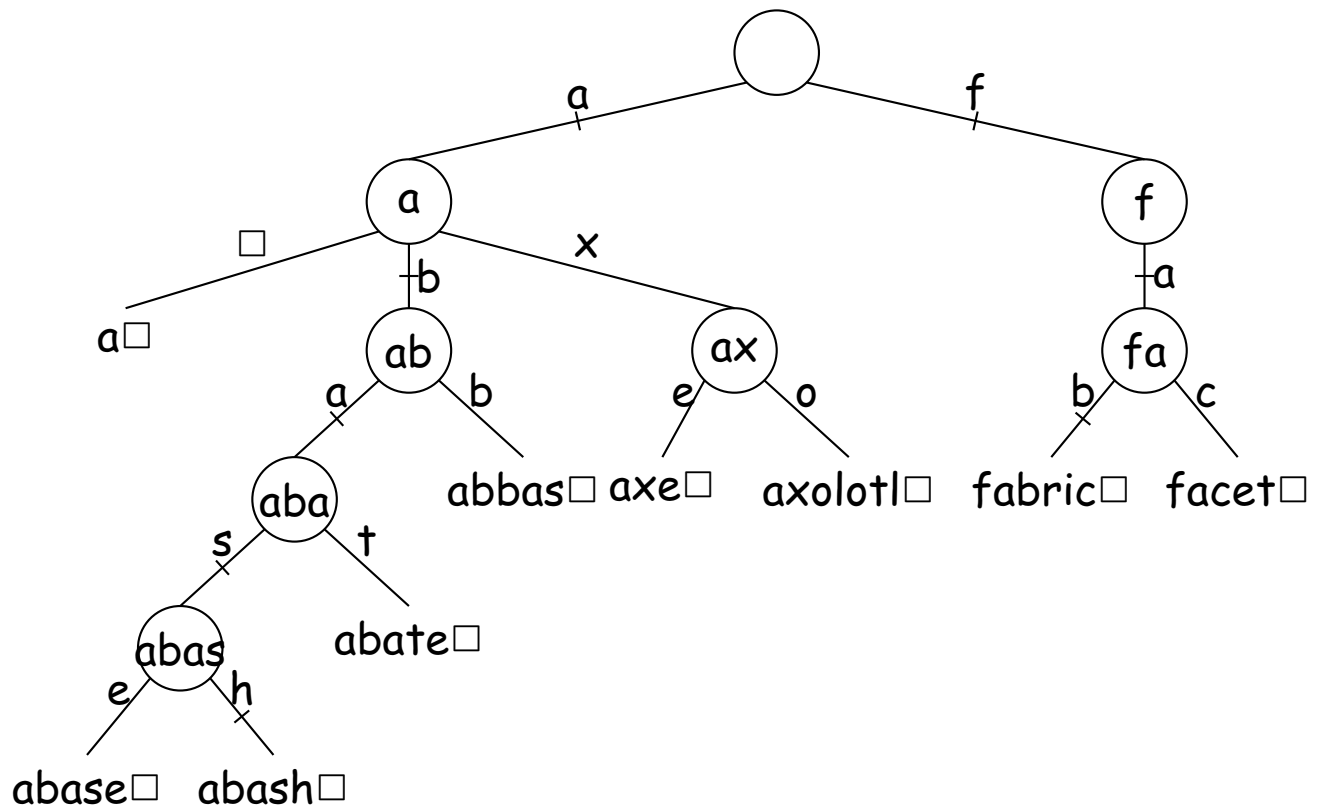 a f
a f
□ x
b a
a□ ab ax fa
a b e o b c
aba abbas□ axe□ axolotl□ fabric□ facet□
s t
abas abate□
e h
abase□ abash□